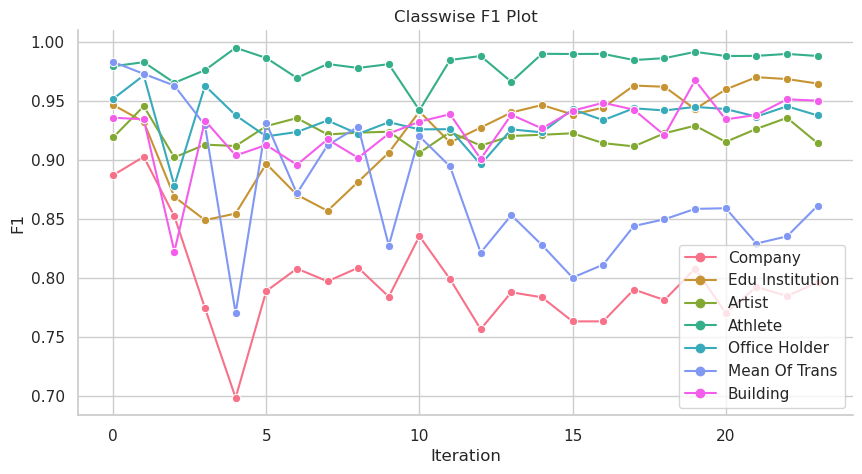 Classwise F1 Plot
1.00
0.95
0.90
0.85
0.80
0.75
0.70
F1
0
5
10
15
20
Iteration
Company
Edu Institution
Artist
Athlete
Office Holder
Mean Of Trans
Building